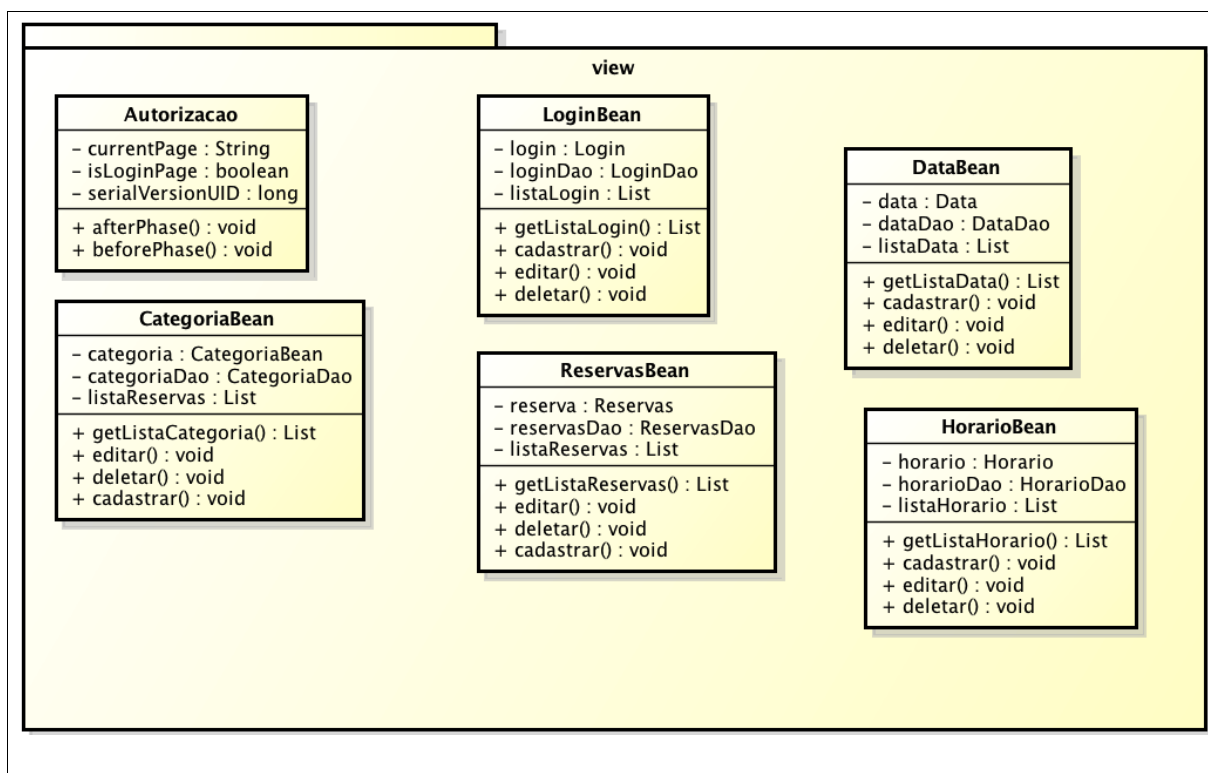 view
Autorizacao
- currentPage : String
- isLoginPage : boolean
- serialVersionUID : long
+ afterPhase() : void
+ beforePhase() : void
CategoriaBean
- categoria : CategoriaBean
- categoriaDao : CategoriaDao
- listaReservas : List
+ getListaCategoria() : List
+ editar() : void
+ deletar() : void
+ cadastrar() : void
LoginBean
- login : Login
- loginDao : LoginDao
- listaLogin : List
+ getListaLogin() : List
+ cadastrar() : void
+ editar() : void
+ deletar() : void
ReservasBean
- reserva : Reservas
- reservasDao : ReservasDao
- listaReservas : List
+ getListaReservas() : List
+ editar() : void
+ deletar() : void
+ cadastrar() : void
DataBean
- data : Data
- dataDao : DataDao
- listaData : List
+ getListaData() : List
+ cadastrar() : void
+ editar() : void
+ deletar() : void
HorarioBean
- horario : Horario
- horarioDao : HorarioDao
- listaHorario : List
+ getListaHorario() : List
+ cadastrar() : void
+ editar() : void
+ deletar() : void